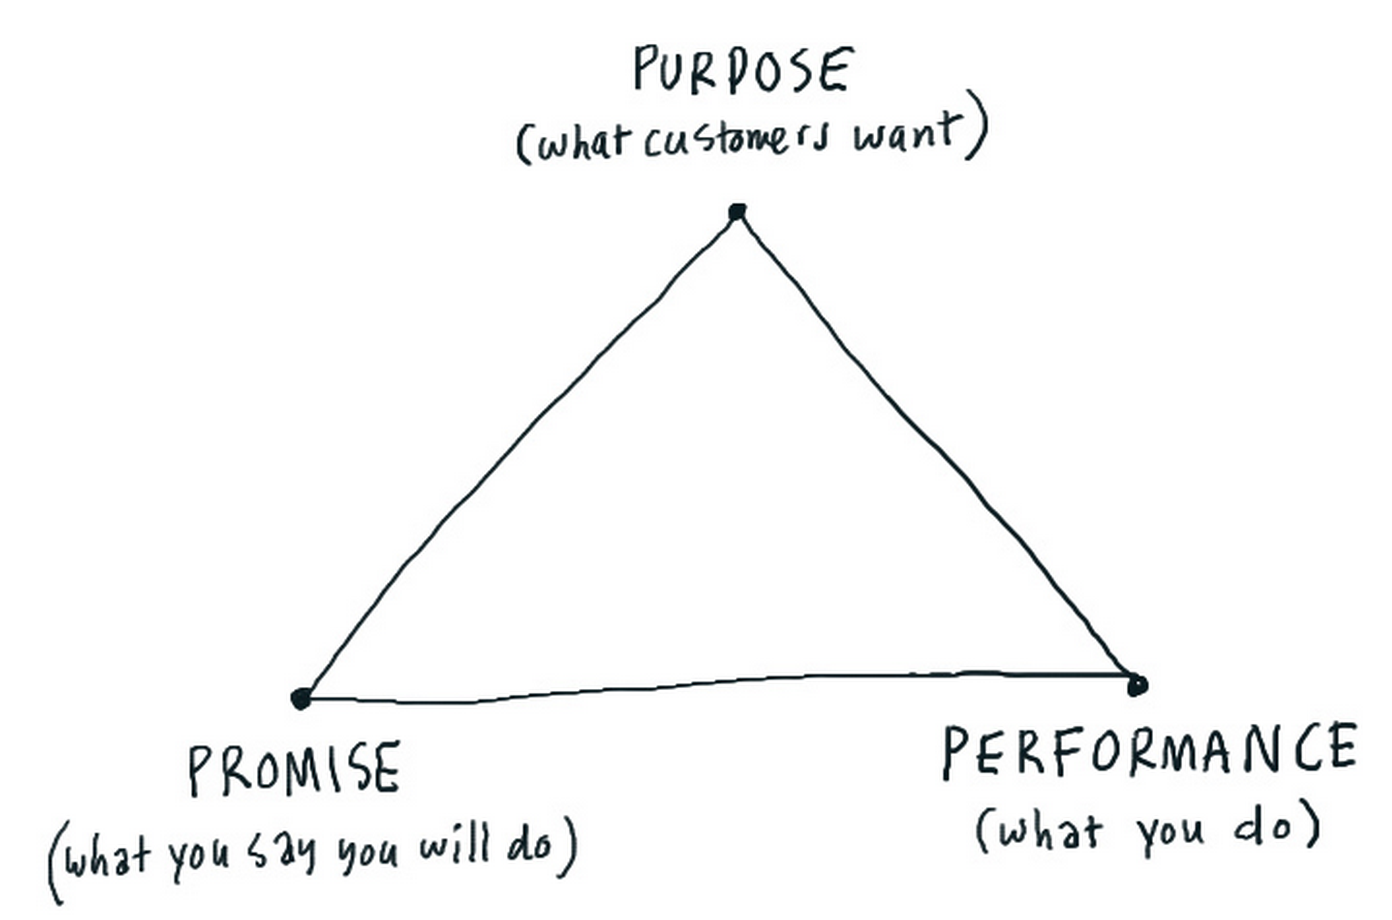 PURPOSE
(what customers want)
PROMISE
(what you say you will do)
PERFORMANCE
(what you do)